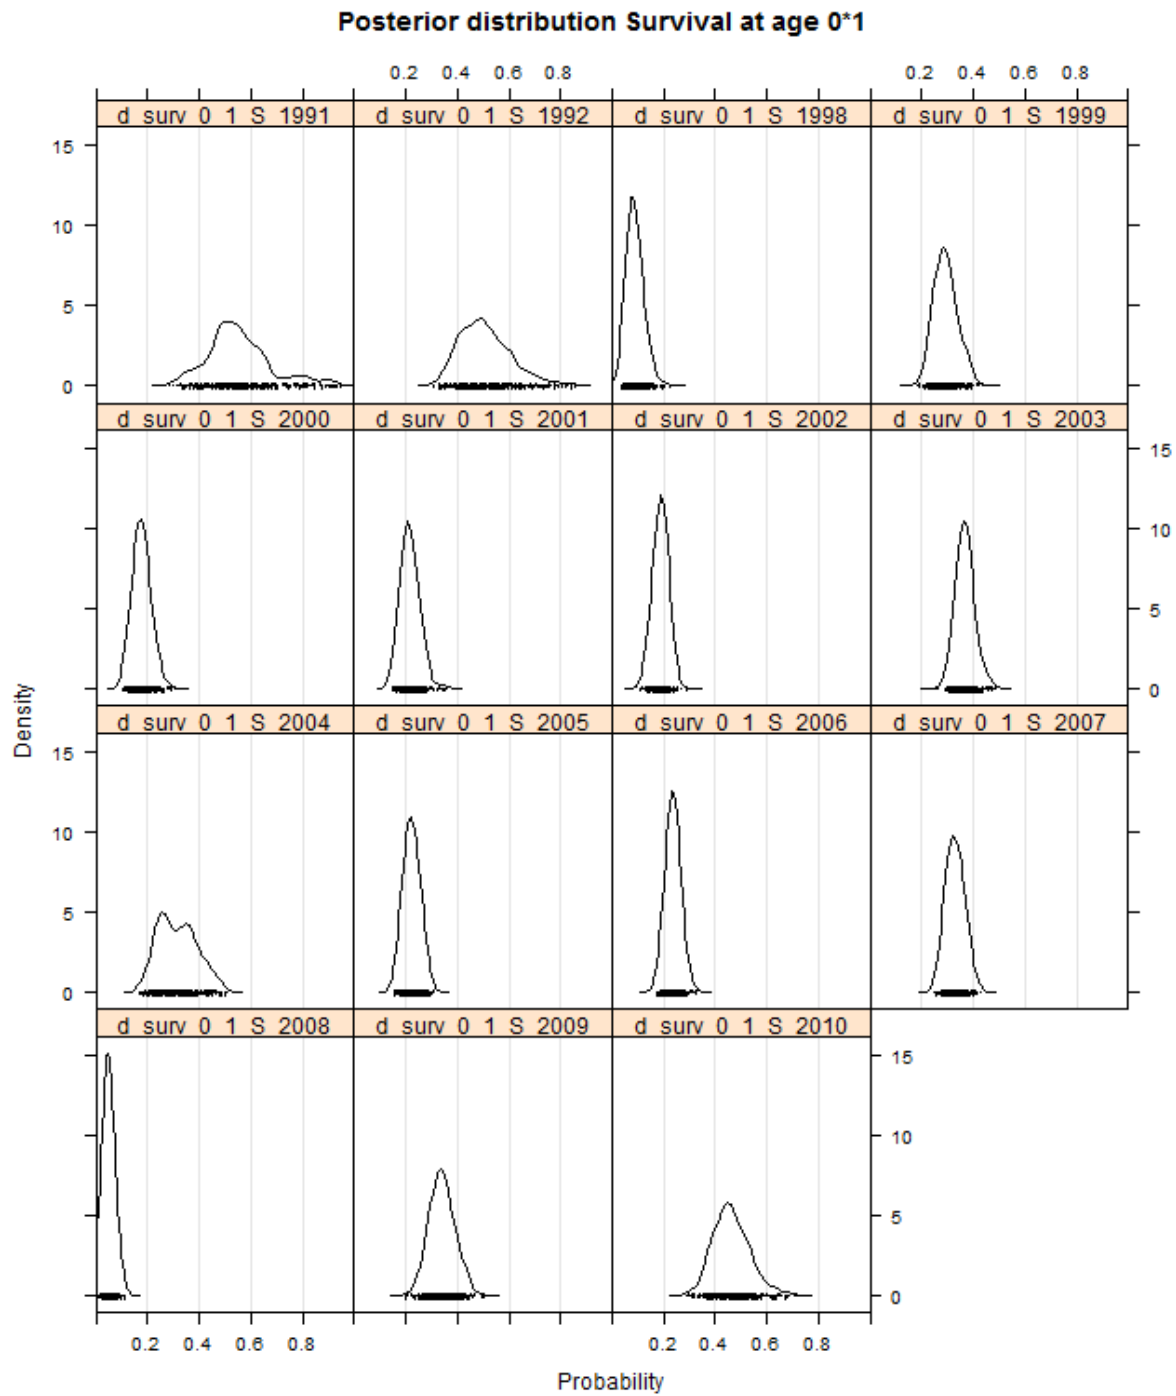 Posterior distribution Survival at age 0*1
0.2 0.4 0.6 0.8
0.2 0.4 0.6 0.8
d surv 0 1 S 1991
d surv 0 1 S 1992
d surv 0 1 S 1998
d surv 0 1 S 1999
15
10
5
0
d surv 0 1 S 2000
d surv 0 1 S 2001
d surv 0 1 S 2002
d surv 0 1 S 2003
15
10
5
0
Density
d surv 0 1 S 2004
d surv 0 1 S 2005
d surv 0 1 S 2006
d surv 0 1 S 2007
15
10
5
0
d surv 0 1 S 2008
d surv 0 1 S 2009
d surv 0 1 S 2010
15
10
5
0
0.2 0.4 0.6 0.8
0.2 0.4 0.6 0.8
Probability